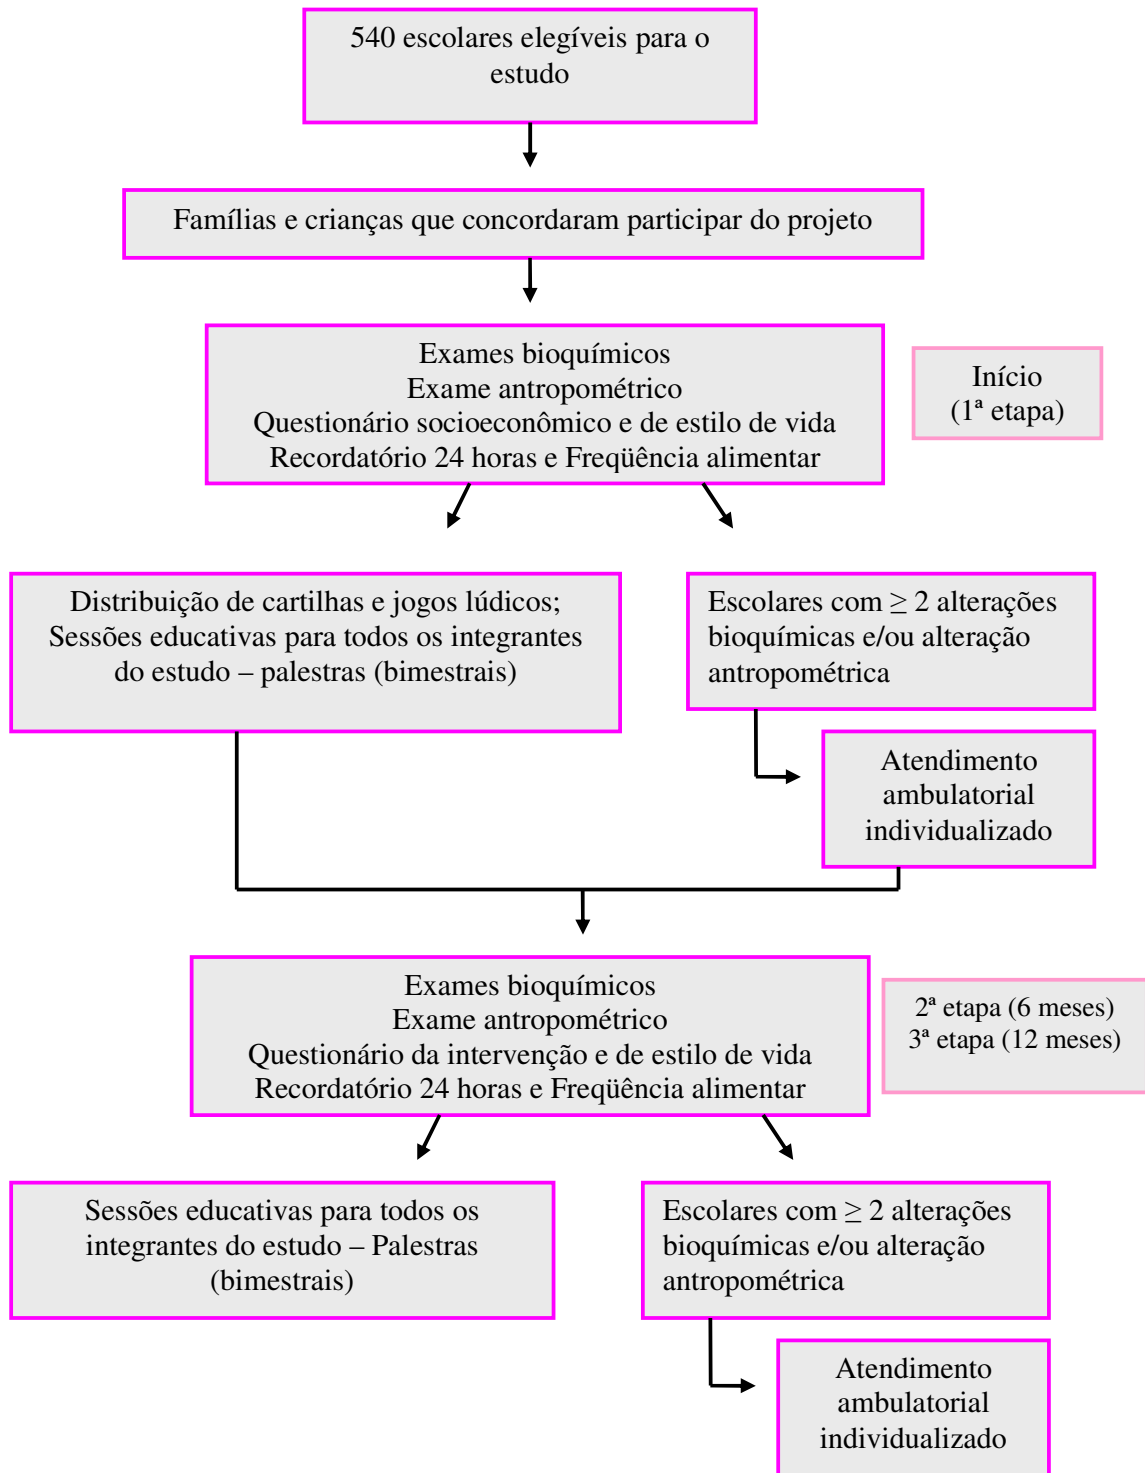 540 escolares elegíveis para o
estudo
Famílias e crianças que concordaram participar do projeto
Exames bioquímicos
Exame antropométrico
Questionário socioeconômico e de estilo de vida
Recordatório 24 horas e Freqüência alimentar
Início
(1ª etapa)
Distribuição de cartilhas e jogos lúdicos;
Sessões educativas para todos os integrantes
do estudo – palestras (bimestrais)
Escolares com ≥ 2 alterações
bioquímicas e/ou alteração
antropométrica
Atendimento
ambulatorial
individualizado
Exames bioquímicos
Exame antropométrico
Questionário da intervenção e de estilo de vida
Recordatório 24 horas e Freqüência alimentar
2ª etapa (6 meses)
3ª etapa (12 meses)
Sessões educativas para todos os
integrantes do estudo – Palestras
(bimestrais)
Escolares com ≥ 2 alterações
bioquímicas e/ou alteração
antropométrica
Atendimento
ambulatorial
individualizado